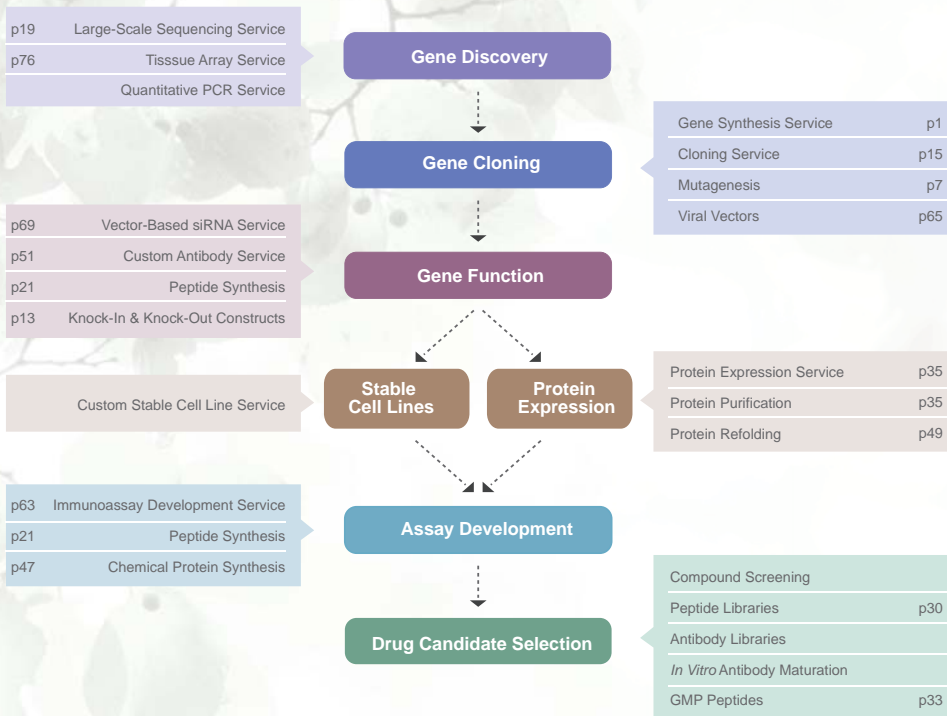 p19 Large-Scale Sequencing Service
p76 Tisssue Array Service
Quantitative PCR Service
Gene Discovery
Gene Cloning
Gene Synthesis Service p1
Cloning Service p15
Mutagenesis p7
Viral Vectors p65
p69 Vector-Based siRNA Service
p51 Custom Antibody Service
p21 Peptide Synthesis
p13 Knock-In & Knock-Out Constructs
Gene Function
Custom Stable Cell Line Service
Stable
Cell Lines
Protein
Expression
Protein Expression Service p35
Protein Purification p35
Protein Refolding p49
p63 Immunoassay Development Service
p21 Peptide Synthesis
p47 Chemical Protein Synthesis
Assay Development
Drug Candidate Selection
Compound Screening
Peptide Libraries p30
Antibody Libraries
In Vitro Antibody Maturation
GMP Peptides p33